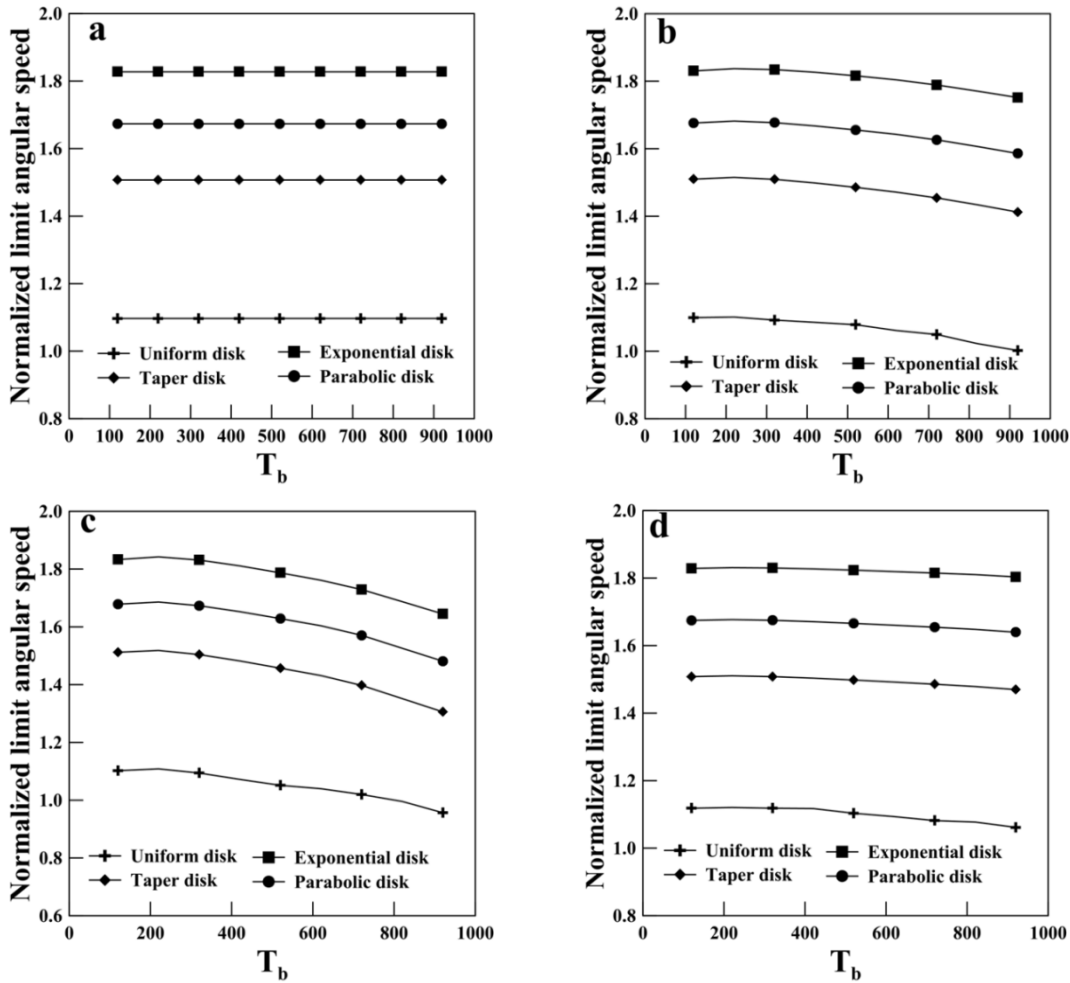 a
Normalized limit angular speed
2.0
1.8
1.6
1.4
1.2
1.0
0.8
Uniform disk
Exponential disk
Taper disk
Parabolic disk
0 100 200 300 400 500 600 700 800 900 1000
T_b
b
Normalized limit angular speed
2.0
1.8
1.6
1.4
1.2
1.0
0.8
Uniform disk
Exponential disk
Taper disk
Parabolic disk
0 100 200 300 400 500 600 700 800 900 1000
T_b
c
Normalized limit angular speed
2.0
1.8
1.6
1.4
1.2
1.0
0.8
0.6
Uniform disk
Exponential disk
Taper disk
Parabolic disk
0 200 400 600 800 1000
T_b
d
Normalized limit angular speed
2.0
1.8
1.6
1.4
1.2
1.0
0.8
Uniform disk
Exponential disk
Taper disk
Parabolic disk
0 200 400 600 800 1000
T_b